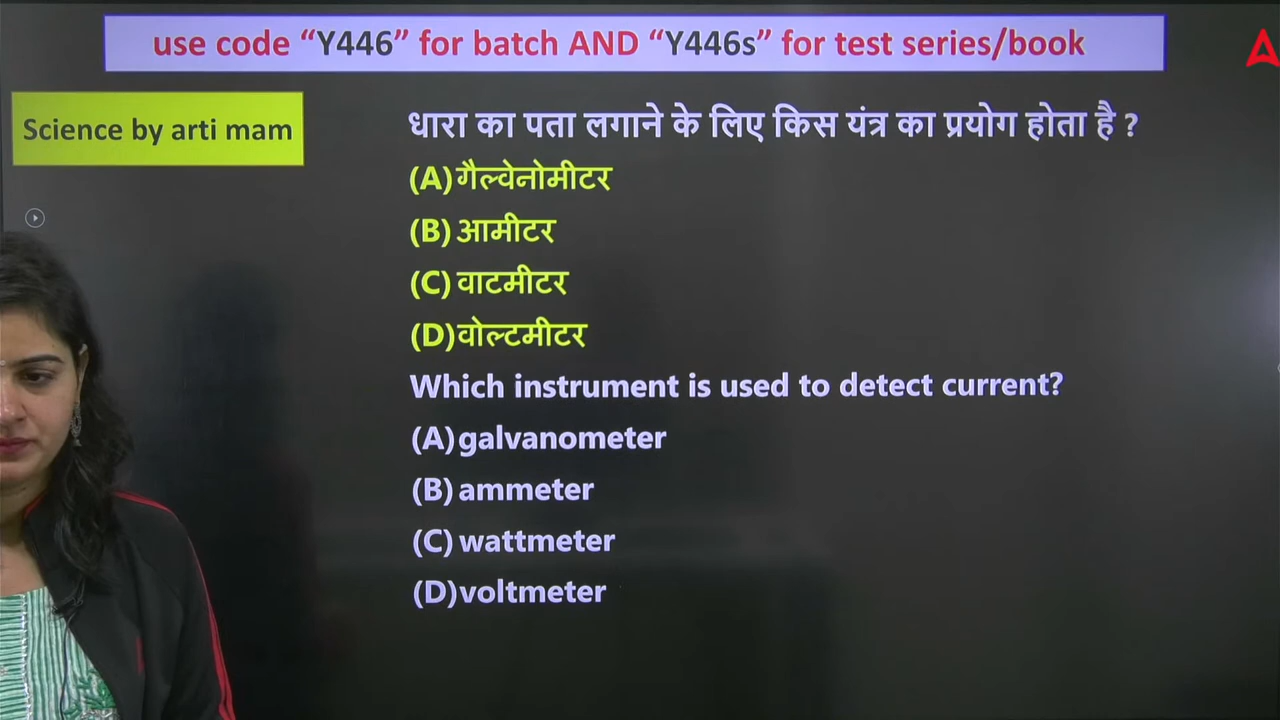 use code “Y446” for batch AND “Y446s” for test series/book
Science by arti mam
धारा का पता लगाने के लिए किस यंत्र का प्रयोग होता है ?
(A)गैल्वेनोमीटर
(B) आमीटर
(C) वाटमीटर
(D)वोल्टमीटर
Which instrument is used to detect current?
(A)galvanometer
(B) ammeter
(C) wattmeter
(D)voltmeter